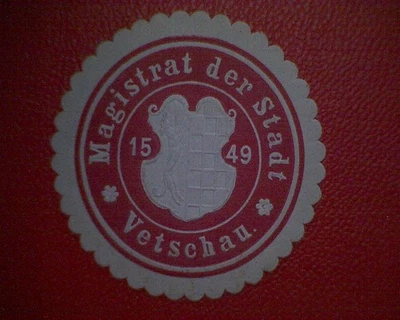 Magistrat der Stadt
15 49
Vetschau.